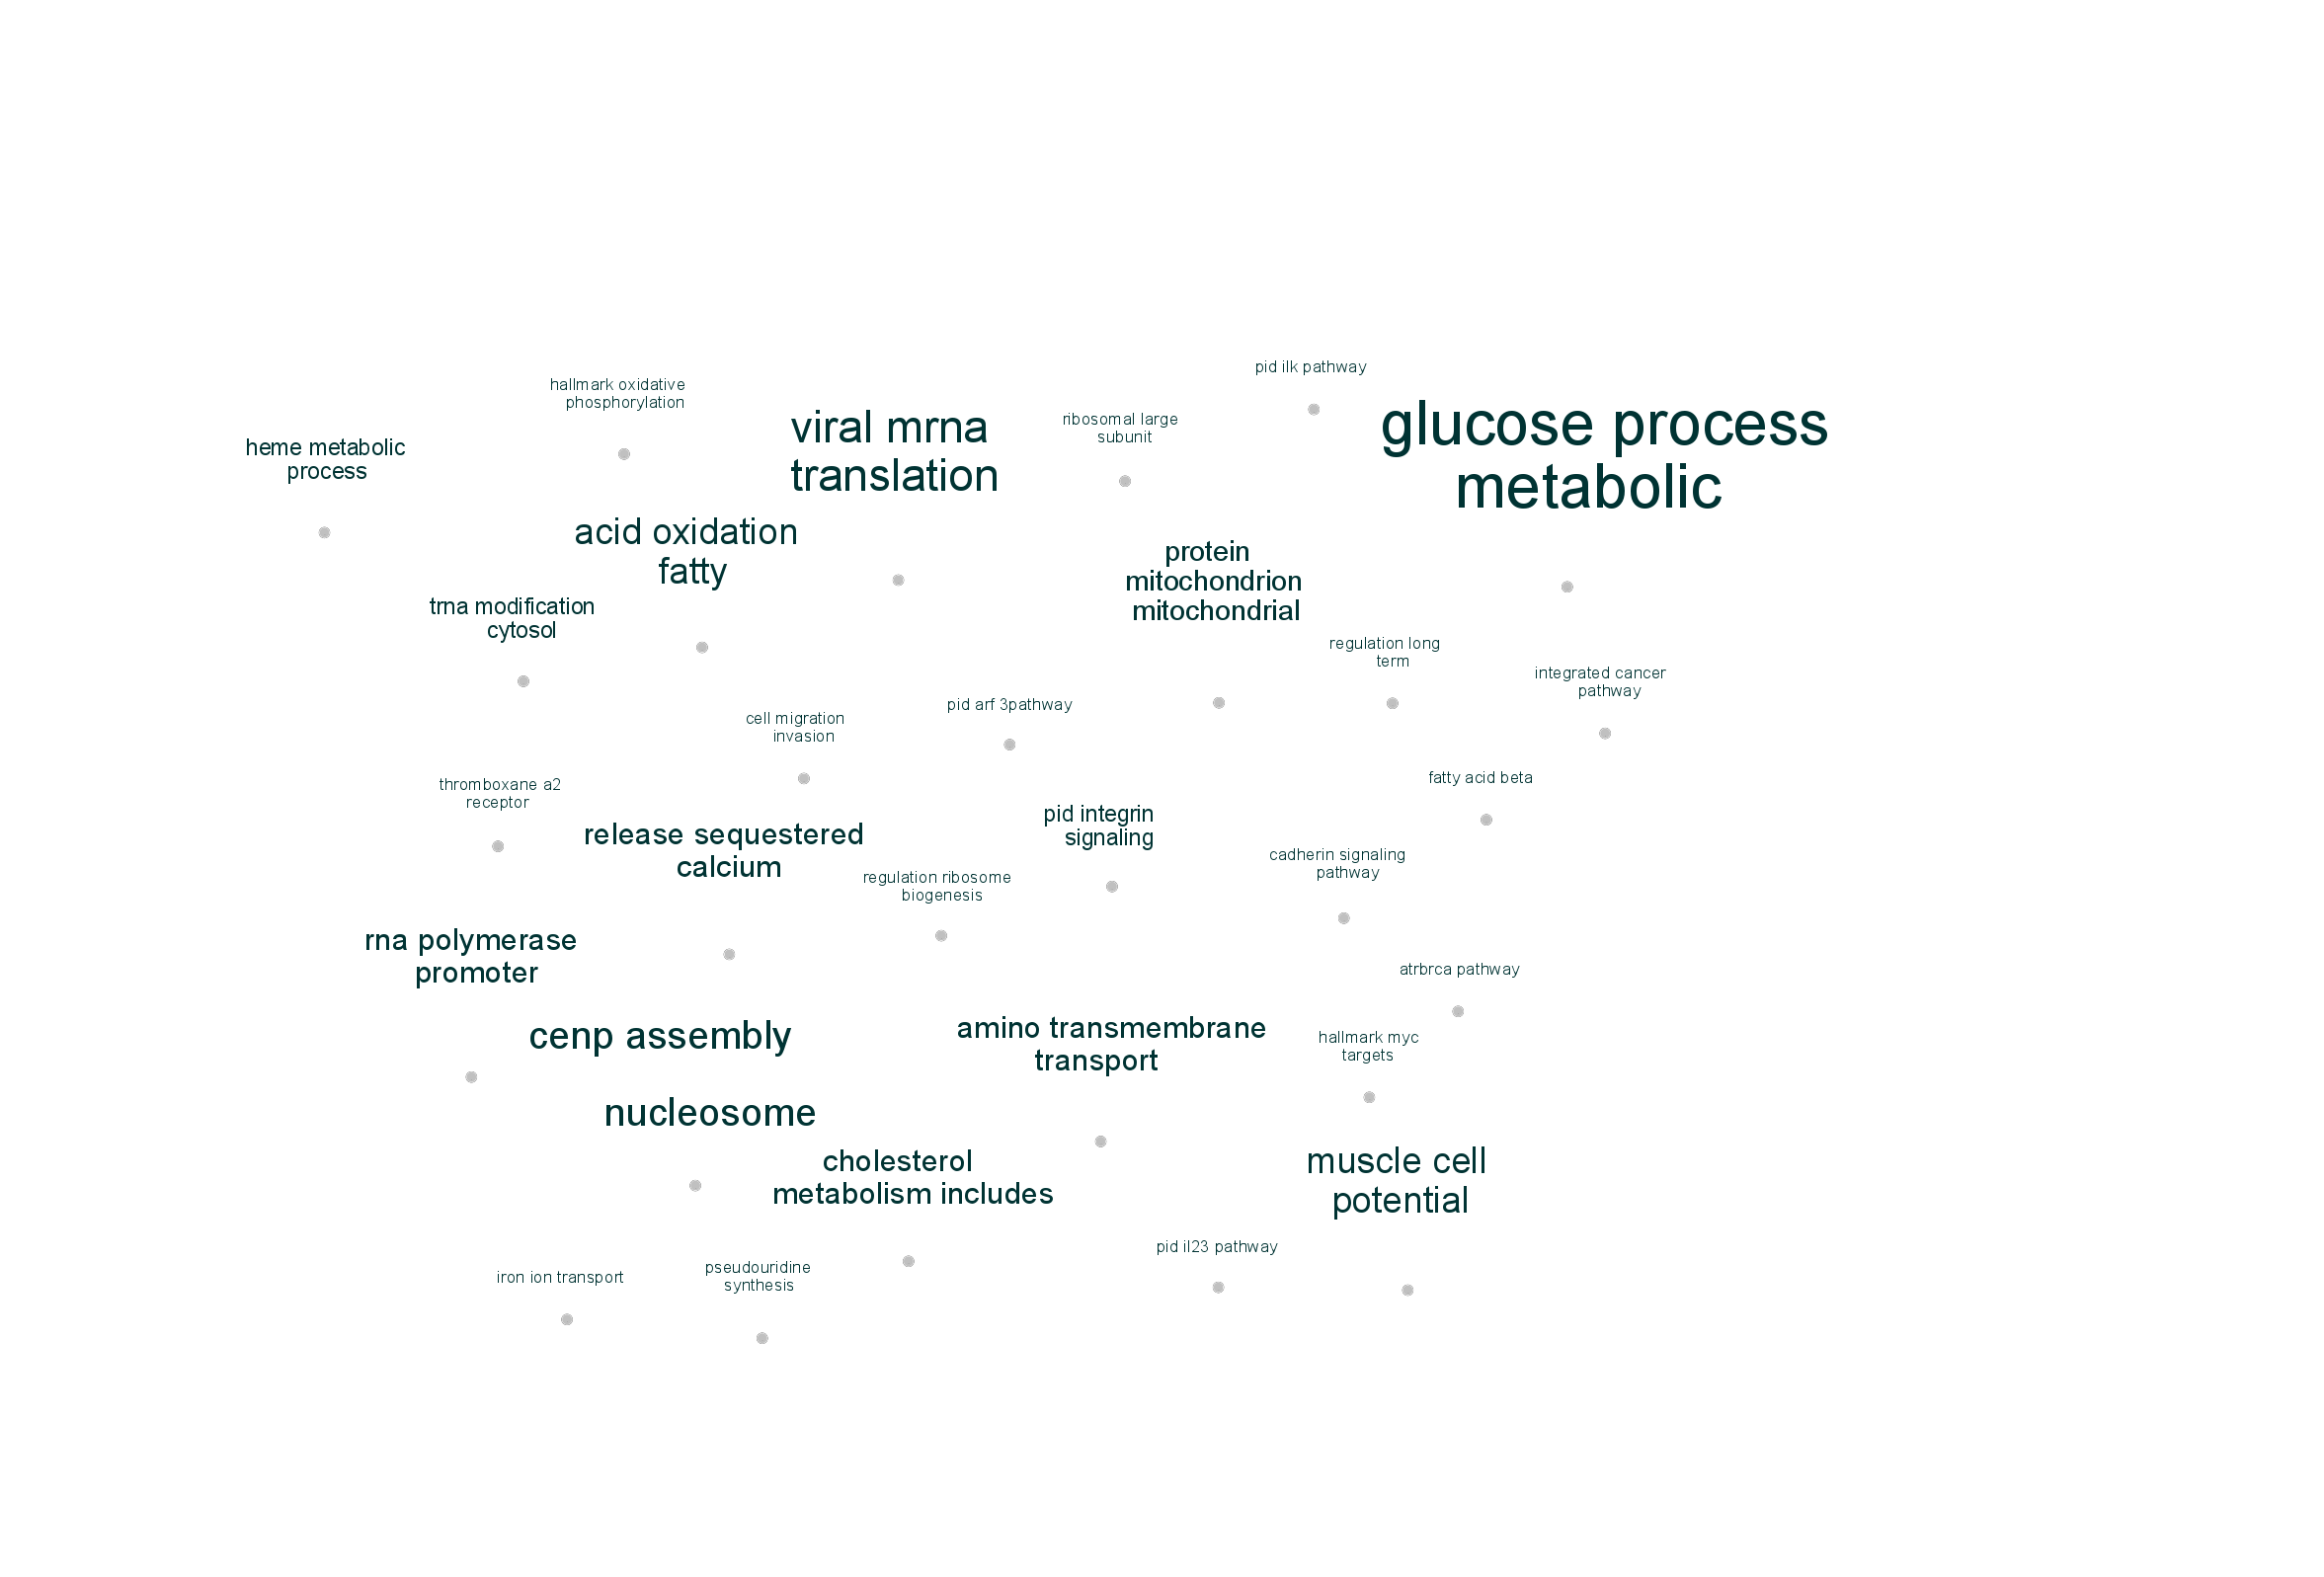 pid ilk pathway
hallmark oxidative
phosphorylation
viral mrna
translation
ribosomal large
subunit
glucose process
metabolic
heme metabolic
process
acid oxidation
fatty
protein
mitochondrion
mitochondrial
trna modification
cytosol
regulation long
term
integrated cancer
pathway
cell migration
invasion
pid arf 3pathway
thromboxane a2
receptor
fatty acid beta
release sequestered
calcium
pid integrin
signaling
cadherin signaling
pathway
regulation ribosome
biogenesis
rna polymerase
promoter
atrbrca pathway
cenp assembly
amino transmembrane
transport
hallmark myc
targets
nucleosome
cholesterol
metabolism includes
muscle cell
potential
pid il23 pathway
iron ion transport
pseudouridine
synthesis